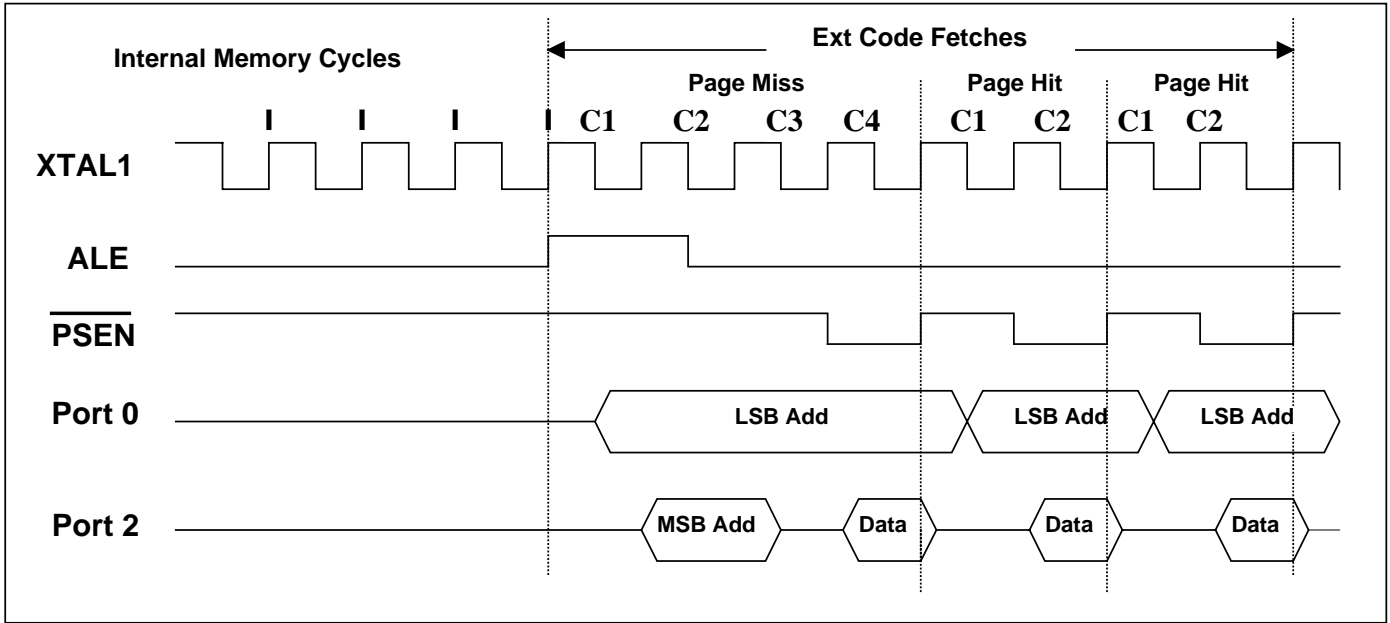 Internal Memory Cycles
Ext Code Fetches
Page Miss
Page Hit
Page Hit
I I I I C1 C2 C3 C4 C1 C2 C1 C2
XTAL1
ALE
PSEN
Port 0
LSB Add
LSB Add
LSB Add
Port 2
MSB Add
Data
Data
Data